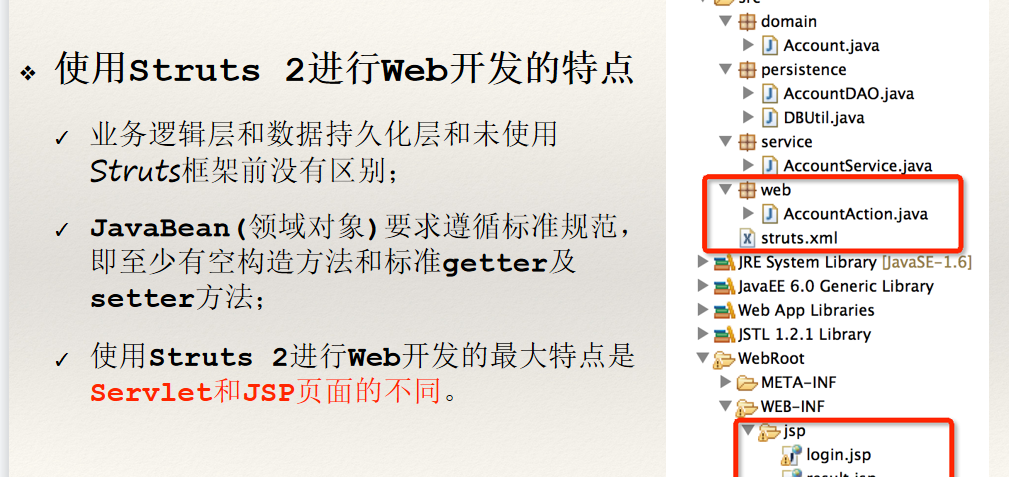 使用Struts 2进行Web开发的特点
业务逻辑层和数据持久化层和未使用
Struts框架前没有区别；
JavaBean(领域对象)要求遵循标准规范，
即至少有空构造方法和标准getter及
setter方法；
使用Struts 2进行Web开发的最大特点是
Servlet和JSP页面的不同。
domain
Account.java
persistence
AccountDAO.java
DBUtil.java
service
AccountService.java
web
AccountAction.java
struts.xml
JRE System Library [JavaSE-1.6]
JavaEE 6.0 Generic Library
Web App Libraries
JSTL 1.2.1 Library
WebRoot
META-INF
WEB-INF
jsp
login.jsp